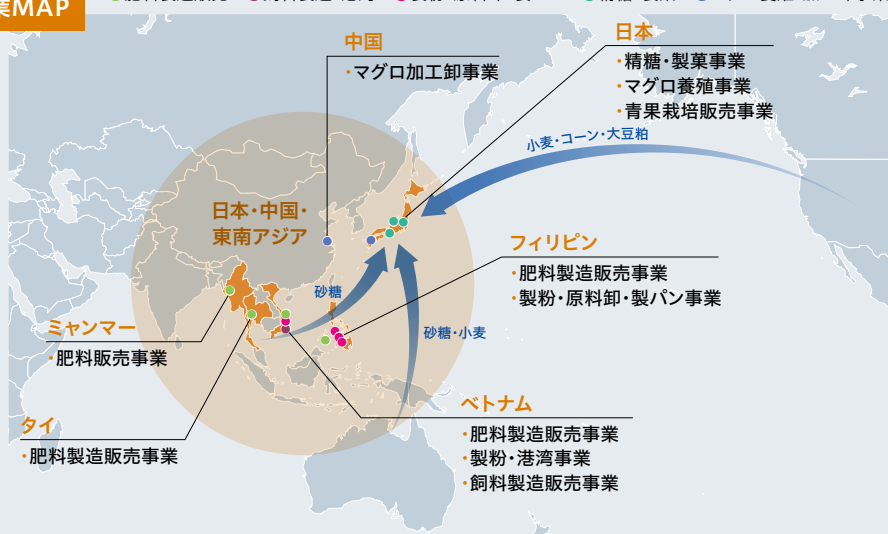 業MAP
中国
・マグロ加工卸事業
日本
・精糖・製菓事業
・マグロ養殖事業
・青果栽培販売事業
小麦・コーン・大豆粕
日本・中国・
東南アジア
フィリピン
・肥料製造販売事業
・製粉・原料卸・製パン事業
砂糖
砂糖・小麦
ミャンマー
・肥料販売事業
タイ
・肥料製造販売事業
ベトナム
・肥料製造販売事業
・製粉・港湾事業
・飼料製造販売事業